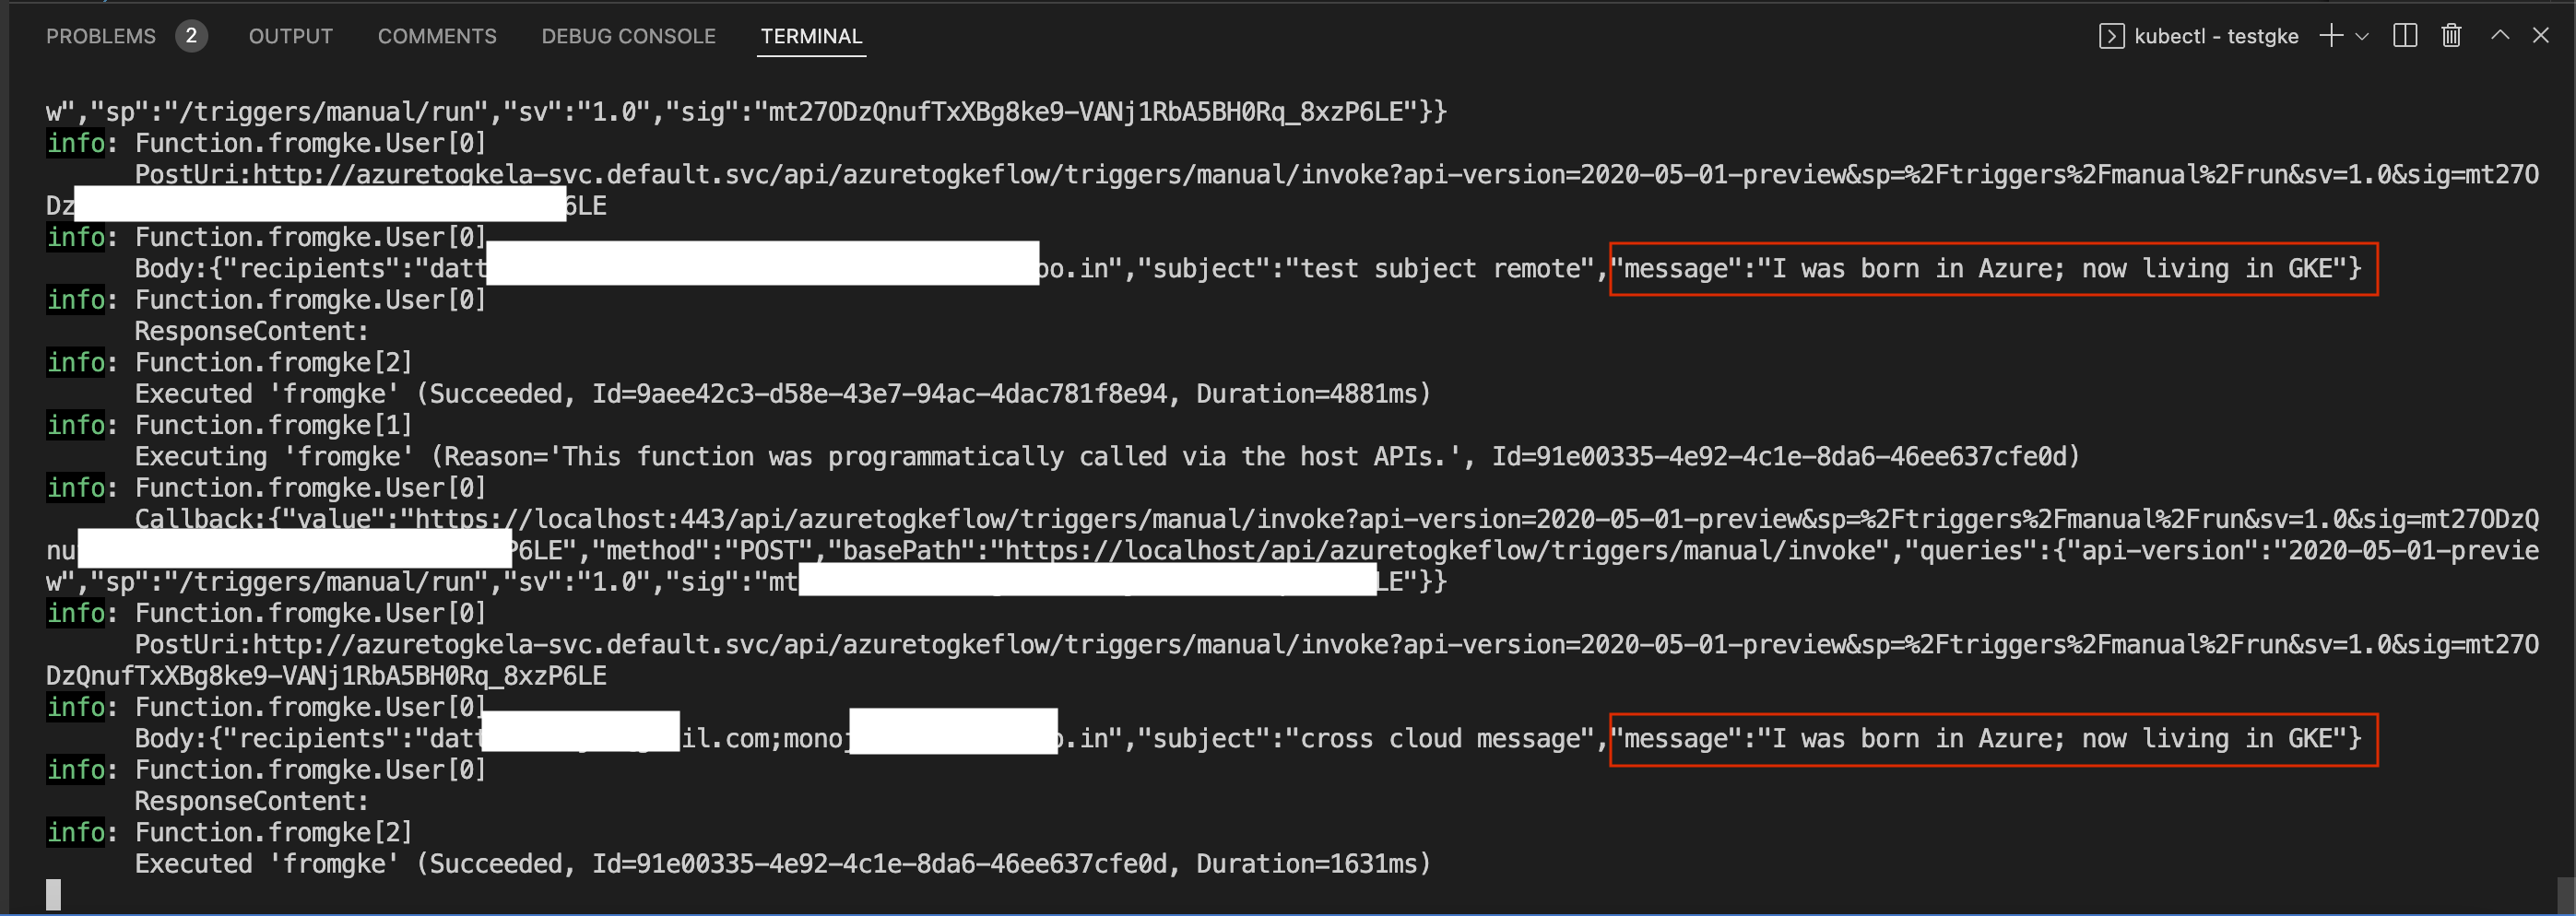 PROBLEMS 2 OUTPUT COMMENTS DEBUG CONSOLE TERMINAL kubectl - testgke
w","sp":"/triggers/manual/run","sv":"1.0","sig":"mt27ODzQnufTxXBg8ke9-VANj1RbA5BH0Rq_8xzP6LE"}}
info: Function.fromgke.User[0]
PostUri:http://azuretogkela-svc.default.svc/api/azuretogkeflow/triggers/manual/invoke?api-version=2020-05-01-preview&sp=%2Ftriggers%2Fmanual%2Frun&sv=1.0&sig=mt27O
Dz 6LE
info: Function.fromgke.User[0]
Body:{"recipients":"datt oo.in","subject":"test subject remote","message":"I was born in Azure; now living in GKE"}
info: Function.fromgke.User[0]
ResponseContent:
info: Function.fromgke[2]
Executed 'fromgke' (Succeeded, Id=9aee42c3-d58e-43e7-94ac-4dac781f8e94, Duration=4881ms)
info: Function.fromgke[1]
Executing 'fromgke' (Reason='This function was programmatically called via the host APIs.', Id=91e00335-4e92-4c1e-8da6-46ee637cfe0d)
info: Function.fromgke.User[0]
Callback:{"value":"https://localhost:443/api/azuretogkeflow/triggers/manual/invoke?api-version=2020-05-01-preview&sp=%2Ftriggers%2Fmanual%2Frun&sv=1.0&sig=mt27ODzQ
nu P6LE","method":"POST","basePath":"https://localhost/api/azuretogkeflow/triggers/manual/invoke","queries":{"api-version":"2020-05-01-previe
w","sp":"/triggers/manual/run","sv":"1.0","sig":"mt LE"}}
info: Function.fromgke.User[0]
PostUri:http://azuretogkela-svc.default.svc/api/azuretogkeflow/triggers/manual/invoke?api-version=2020-05-01-preview&sp=%2Ftriggers%2Fmanual%2Frun&sv=1.0&sig=mt27O
DzQnufTxXBg8ke9-VANj1RbA5BH0Rq_8xzP6LE
info: Function.fromgke.User[0]
Body:{"recipients":"datt il.com;monoj o.in","subject":"cross cloud message","message":"I was born in Azure; now living in GKE"}
info: Function.fromgke.User[0]
ResponseContent:
info: Function.fromgke[2]
Executed 'fromgke' (Succeeded, Id=91e00335-4e92-4c1e-8da6-46ee637cfe0d, Duration=1631ms)